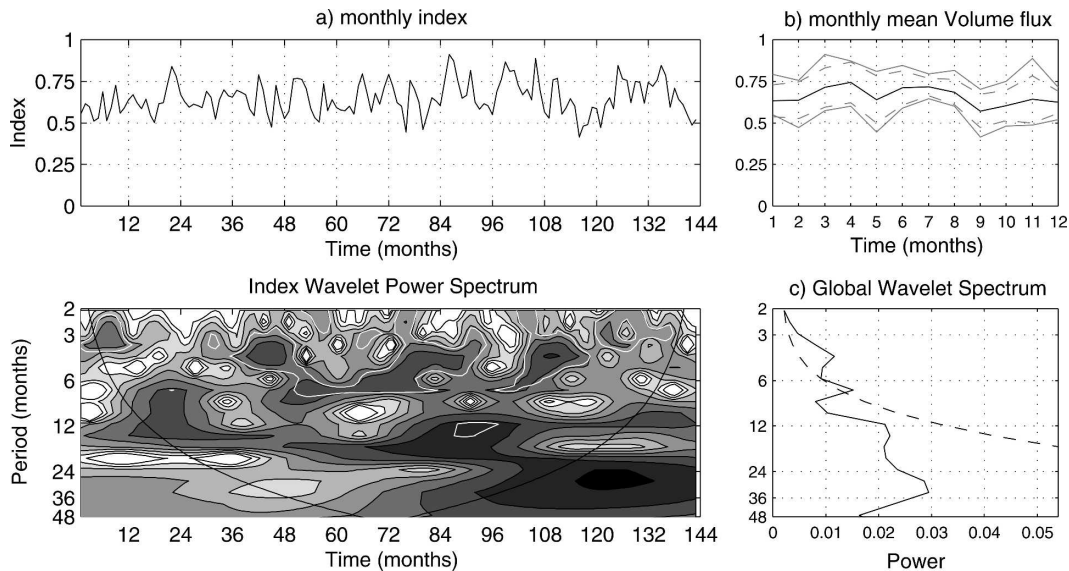 a) monthly index
1
0.75
0.5
0.25
0
Index
12 24 36 48 60 72 84 96 108 120 132 144
Time (months)
b) monthly mean Volume flux
1
0.75
0.5
0.25
0
1 2 3 4 5 6 7 8 9 10 11 12
Time (months)
Index Wavelet Power Spectrum
2
3
6
12
24
36
48
Period (months)
12 24 36 48 60 72 84 96 108 120 132 144
Time (months)
c) Global Wavelet Spectrum
2
3
6
12
24
36
48
0 0.01 0.02 0.03 0.04 0.05
Power